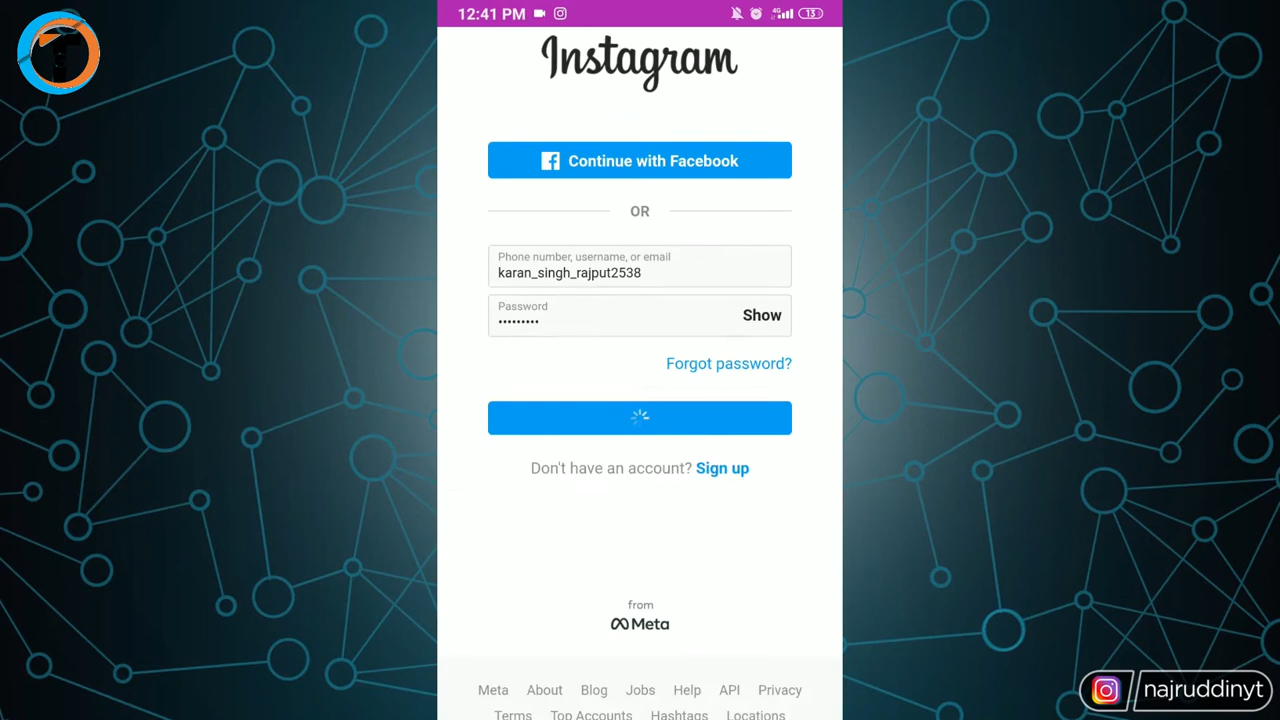 12:41 PM
4G
13
T
Instagram
Continue with Facebook
OR
Phone number, username, or email
karan_singh_rajput2538
Password
•••••••••
Show
Forgot password?
Don't have an account? Sign up
from
Meta
Meta About Blog Jobs Help API Privacy
Terms Top Accounts Hashtags Locations
najruddinyt